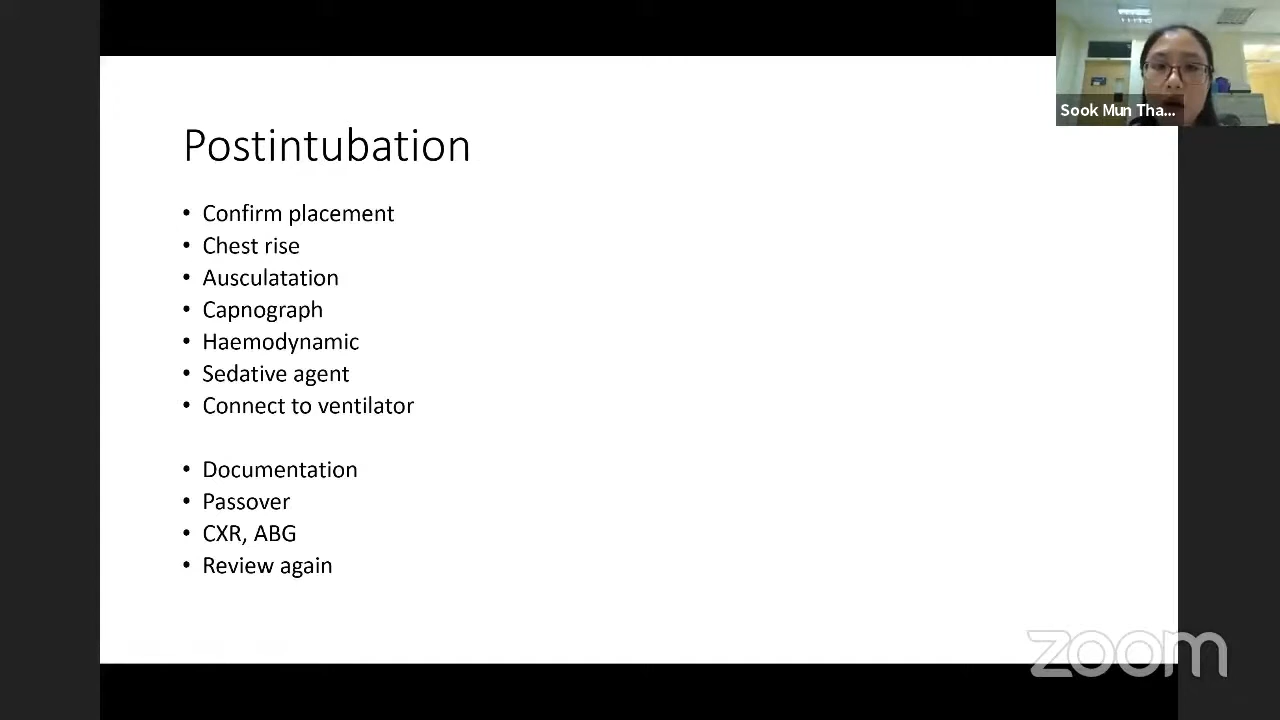 Sook Mun Tha...
Postintubation
• Confirm placement
• Chest rise
• Ausculatation
• Capnograph
• Haemodynamic
• Sedative agent
• Connect to ventilator
• Documentation
• Passover
• CXR, ABG
• Review again
zoom